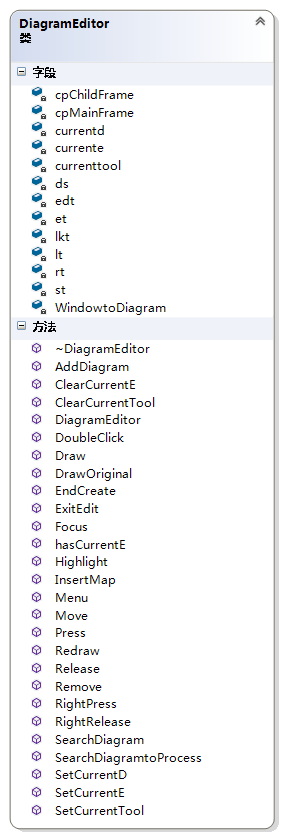 DiagramEditor
类
字段
cpChildFrame
cpMainFrame
currentd
currente
currenttool
ds
edt
et
lkt
lt
rt
st
WindowtoDiagram
方法
~DiagramEditor
AddDiagram
ClearCurrentE
ClearCurrentTool
DiagramEditor
DoubleClick
Draw
DrawOriginal
EndCreate
ExitEdit
Focus
hasCurrentE
Highlight
InsertMap
Menu
Move
Press
Redraw
Release
Remove
RightPress
RightRelease
SearchDiagram
SearchDiagramtoProcess
SetCurrentD
SetCurrentE
SetCurrentTool